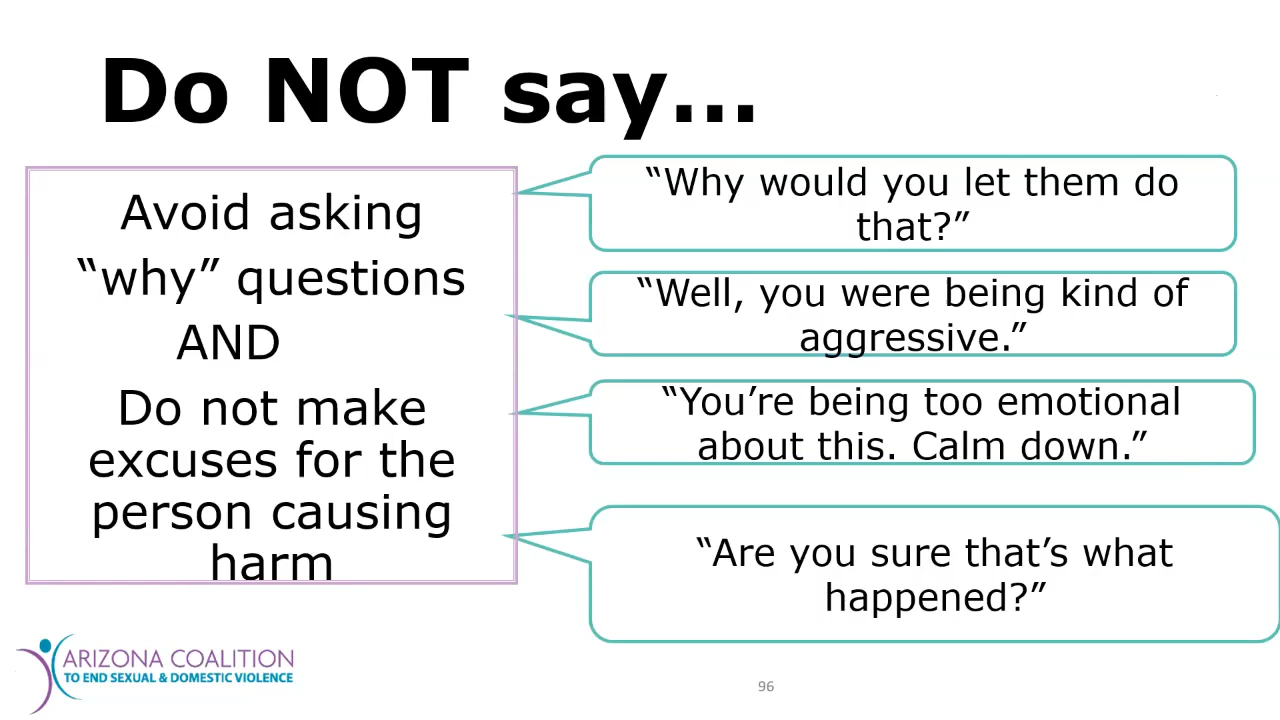 Do NOT say...
Avoid asking
“why” questions
AND
Do not make
excuses for the
person causing
harm
“Why would you let them do
that?”
“Well, you were being kind of
aggressive.”
“You’re being too emotional
about this. Calm down.”
“Are you sure that’s what
happened?”
ARIZONA COALITION
TO END SEXUAL & DOMESTIC VIOLENCE
96